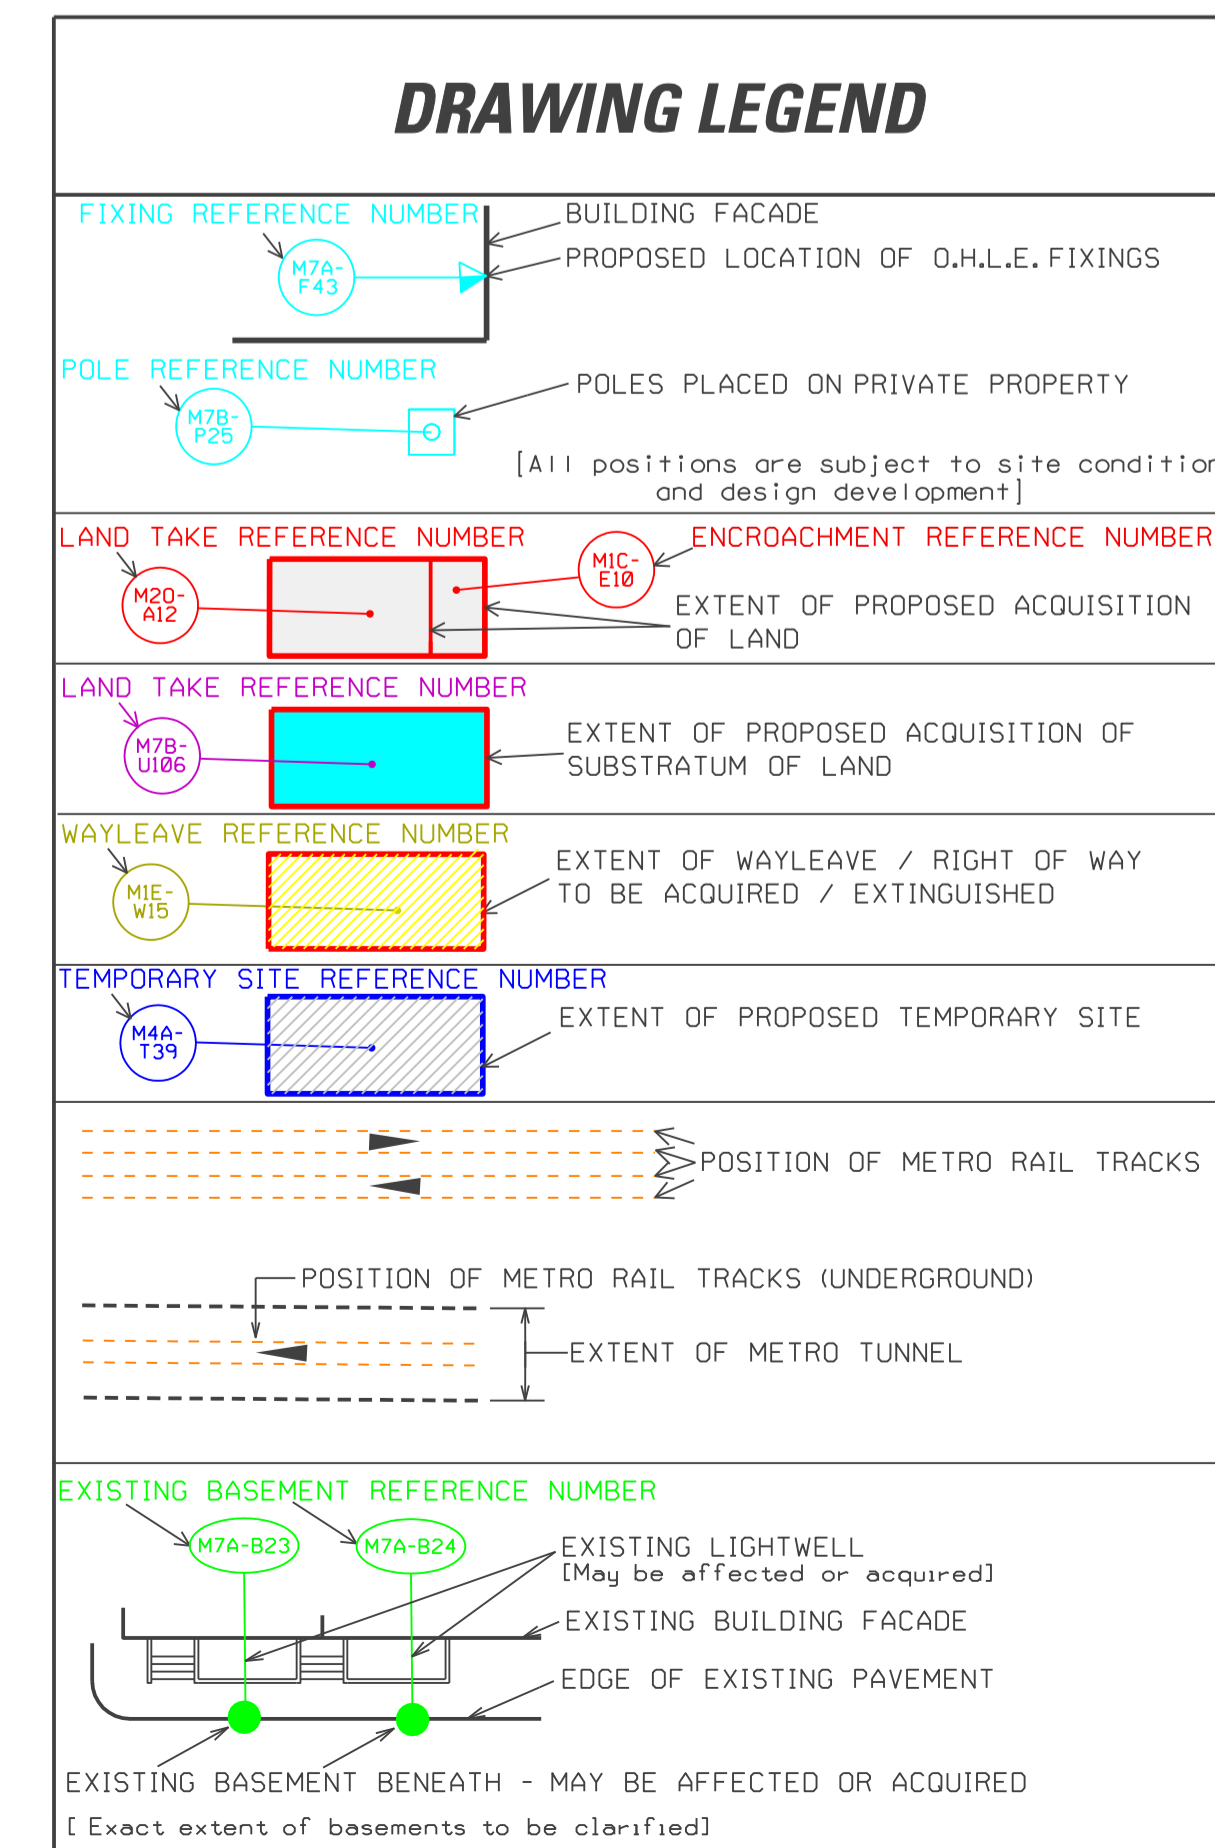 DRAWING LEGEND
FIXING REFERENCE NUMBER
BUILDING FACADE
M7A-
F43
PROPOSED LOCATION OF O.H.L.E. FIXINGS
POLE REFERENCE NUMBER
M7B-
P25
POLES PLACED ON PRIVATE PROPERTY
[All positions are subject to site condition
and design development]
LAND TAKE REFERENCE NUMBER
M20-
A12
M1C-
E10
ENCROACHMENT REFERENCE NUMBER
EXTENT OF PROPOSED ACQUISITION
OF LAND
LAND TAKE REFERENCE NUMBER
M7B-
U106
EXTENT OF PROPOSED ACQUISITION OF
SUBSTRATUM OF LAND
WAYLEAVE REFERENCE NUMBER
M1E-
W15
EXTENT OF WAYLEAVE / RIGHT OF WAY
TO BE ACQUIRED / EXTINGUISHED
TEMPORARY SITE REFERENCE NUMBER
M4A-
T39
EXTENT OF PROPOSED TEMPORARY SITE
POSITION OF METRO RAIL TRACKS
POSITION OF METRO RAIL TRACKS (UNDERGROUND)
EXTENT OF METRO TUNNEL
EXISTING BASEMENT REFERENCE NUMBER
M7A-B23
M7A-B24
EXISTING LIGHTWELL
[May be affected or acquired]
EXISTING BUILDING FACADE
EDGE OF EXISTING PAVEMENT
EXISTING BASEMENT BENEATH - MAY BE AFFECTED OR ACQUIRED
[ Exact extent of basements to be clarified]